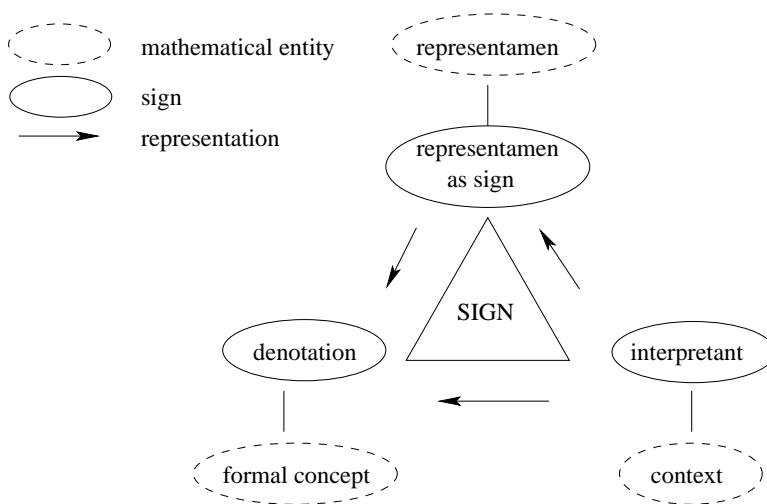 mathematical entity
sign
representation
representamen
representamen
as sign
SIGN
denotation
interpretant
formal concept
context